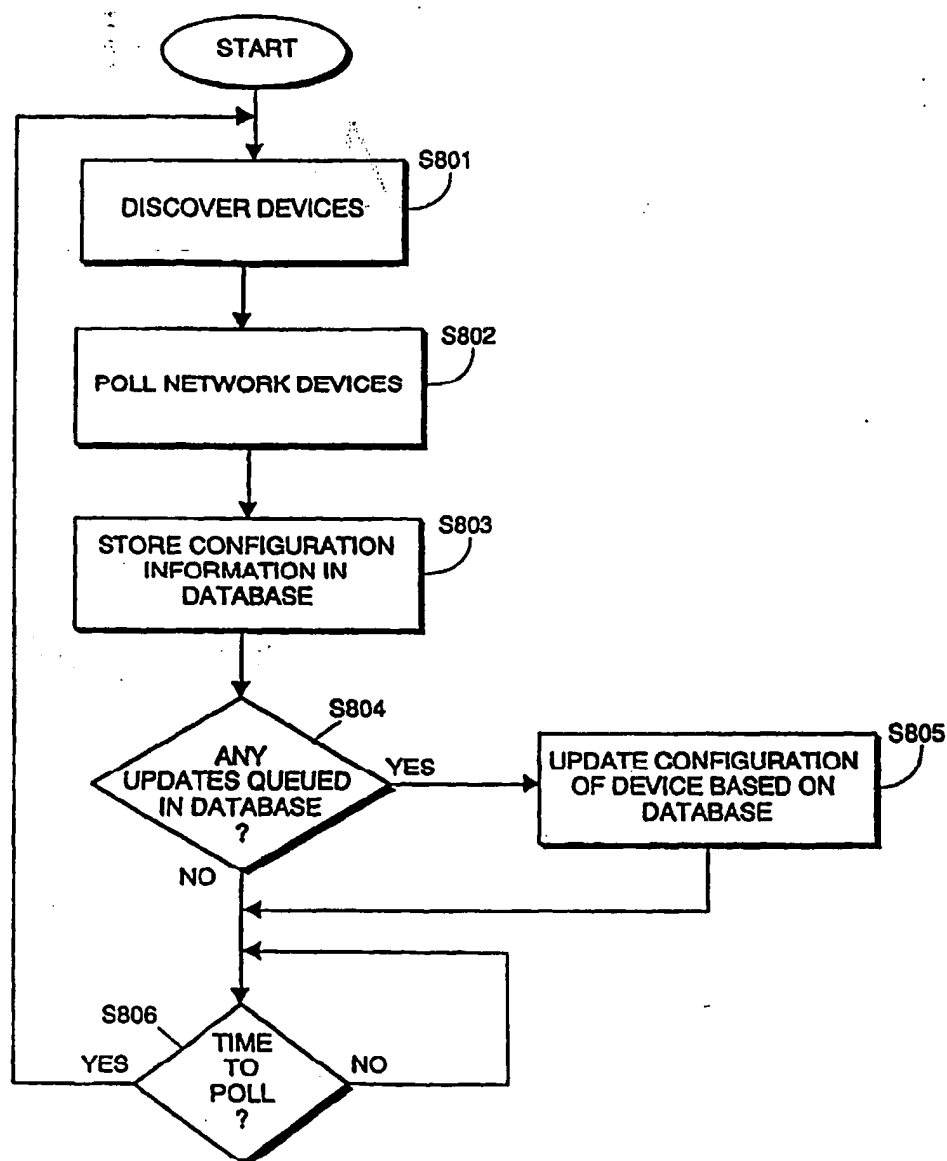 START
S801
DISCOVER DEVICES
S802
POLL NETWORK DEVICES
S803
STORE CONFIGURATION
INFORMATION IN
DATABASE
S804
ANY
UPDATES QUEUED
IN DATABASE
?
YES
S805
UPDATE CONFIGURATION
OF DEVICE BASED ON
DATABASE
NO
S806
TIME
TO
POLL
?
YES
NO